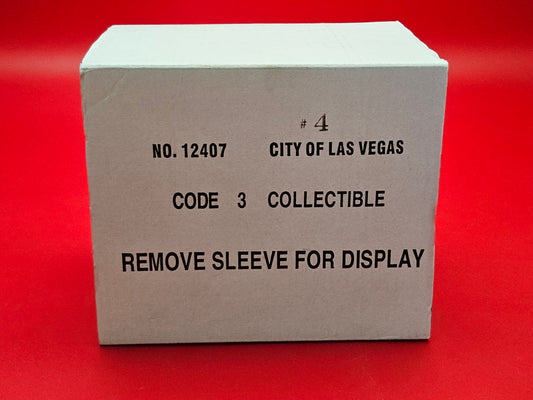 # 4
NO. 12407 CITY OF LAS VEGAS
CODE 3 COLLECTIBLE
REMOVE SLEEVE FOR DISPLAY